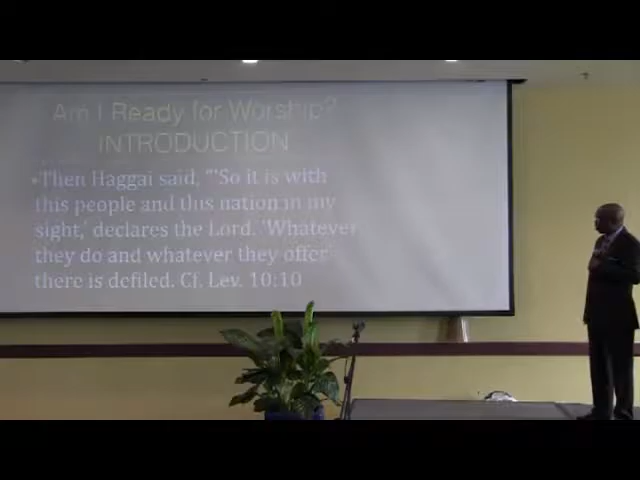 Am I Ready for Worship?
INTRODUCTION
•Then Haggai said, "'So it is with
this people and this nation in my
sight,' declares the Lord. 'Whatever
they do and whatever they offer
there is defiled. Cf. Lev. 10:10